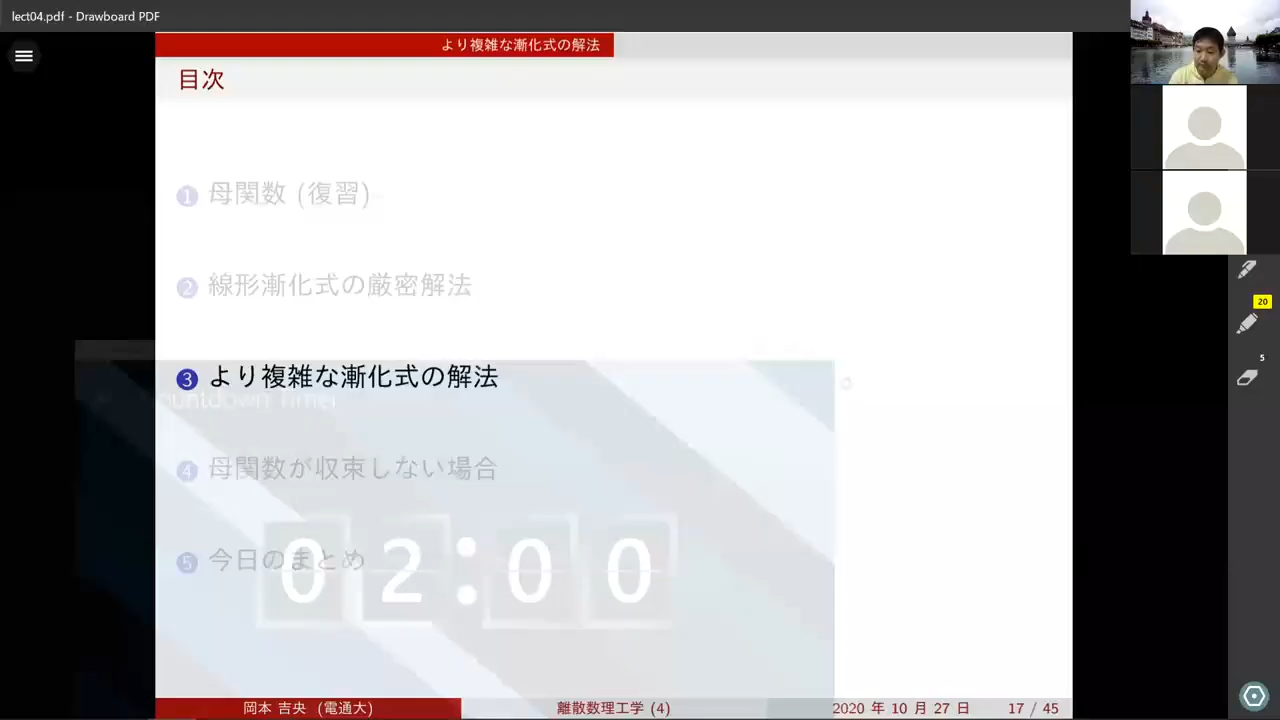 lect04.pdf - Drawboard PDF
より複雑な漸化式の解法
目次
1 母関数 (復習)
2 線形漸化式の厳密解法
3 より複雑な漸化式の解法
ountdown Timer
4 母関数が収束しない場合
5 今日のまとめ
02:00
岡本 吉央 (電通大)
離散数理工学 (4)
2020 年 10 月 27 日
17 / 45
20
5